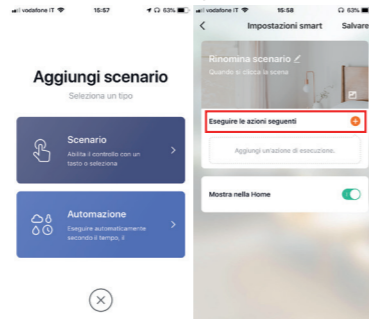 vodafone IT 15:57 63%
Aggiungi scenario
Seleziona un tipo
Scenario
Abilita il controllo con un
tasto o seleziona
Automazione
Eseguire automaticamente
secondo il tempo, il
vodafone IT 15:58 63%
Impostazioni smart Salvare
Rinomina scenario
Quando si clicca la scena
Eseguire le azioni seguenti
Aggiungi un'azione di esecuzione.
Mostra nella Home